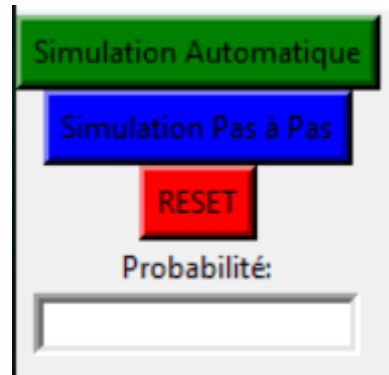 Simulation Automatique
Simulation Pas à Pas
RESET
Probabilité: